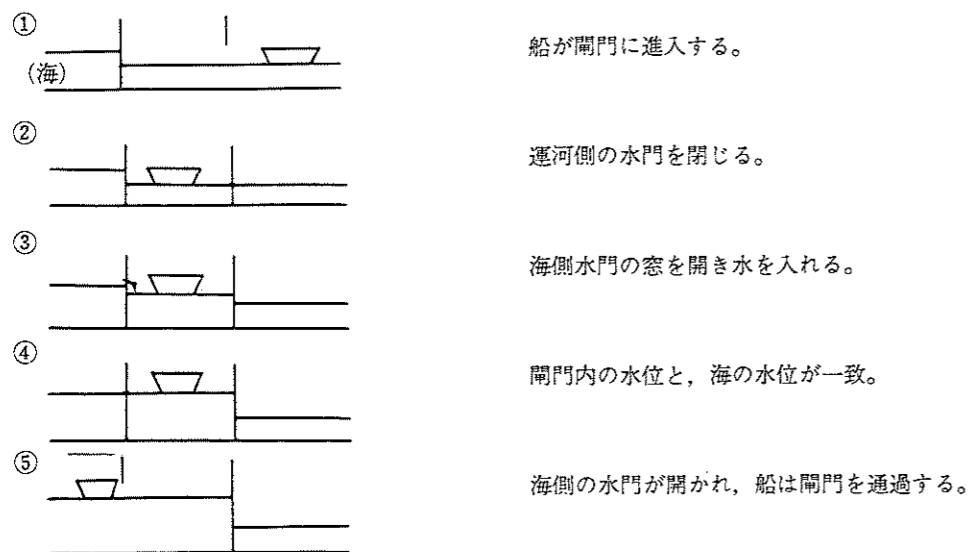 ①
船が閘門に進入する。
(海)
②
運河側の水門を閉じる。
③
海側水門の窓を開き水を入れる。
④
閘門内の水位と，海の水位が一致。
⑤
海側の水門が開かれ，船は閘門を通過する。